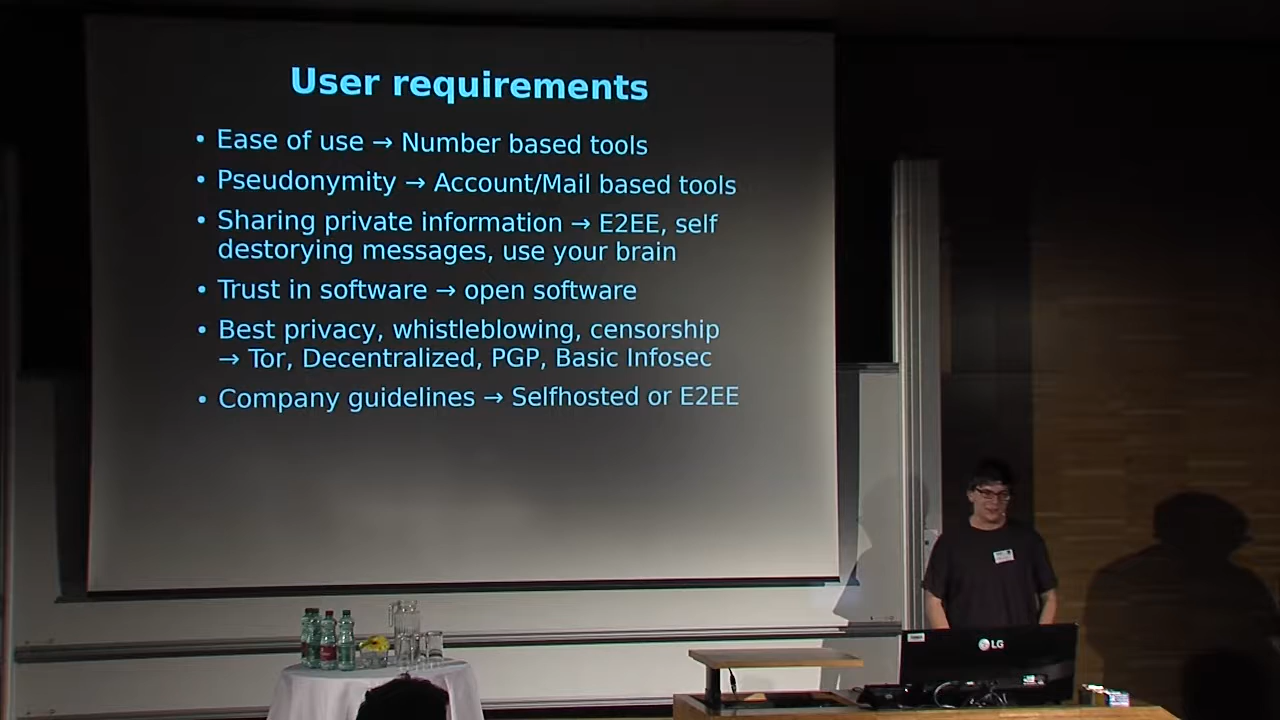 User requirements
• Ease of use → Number based tools
• Pseudonymity → Account/Mail based tools
• Sharing private information → E2EE, self
destorying messages, use your brain
• Trust in software → open software
• Best privacy, whistleblowing, censorship
→ Tor, Decentralized, PGP, Basic Infosec
• Company guidelines → Selfhosted or E2EE
LG